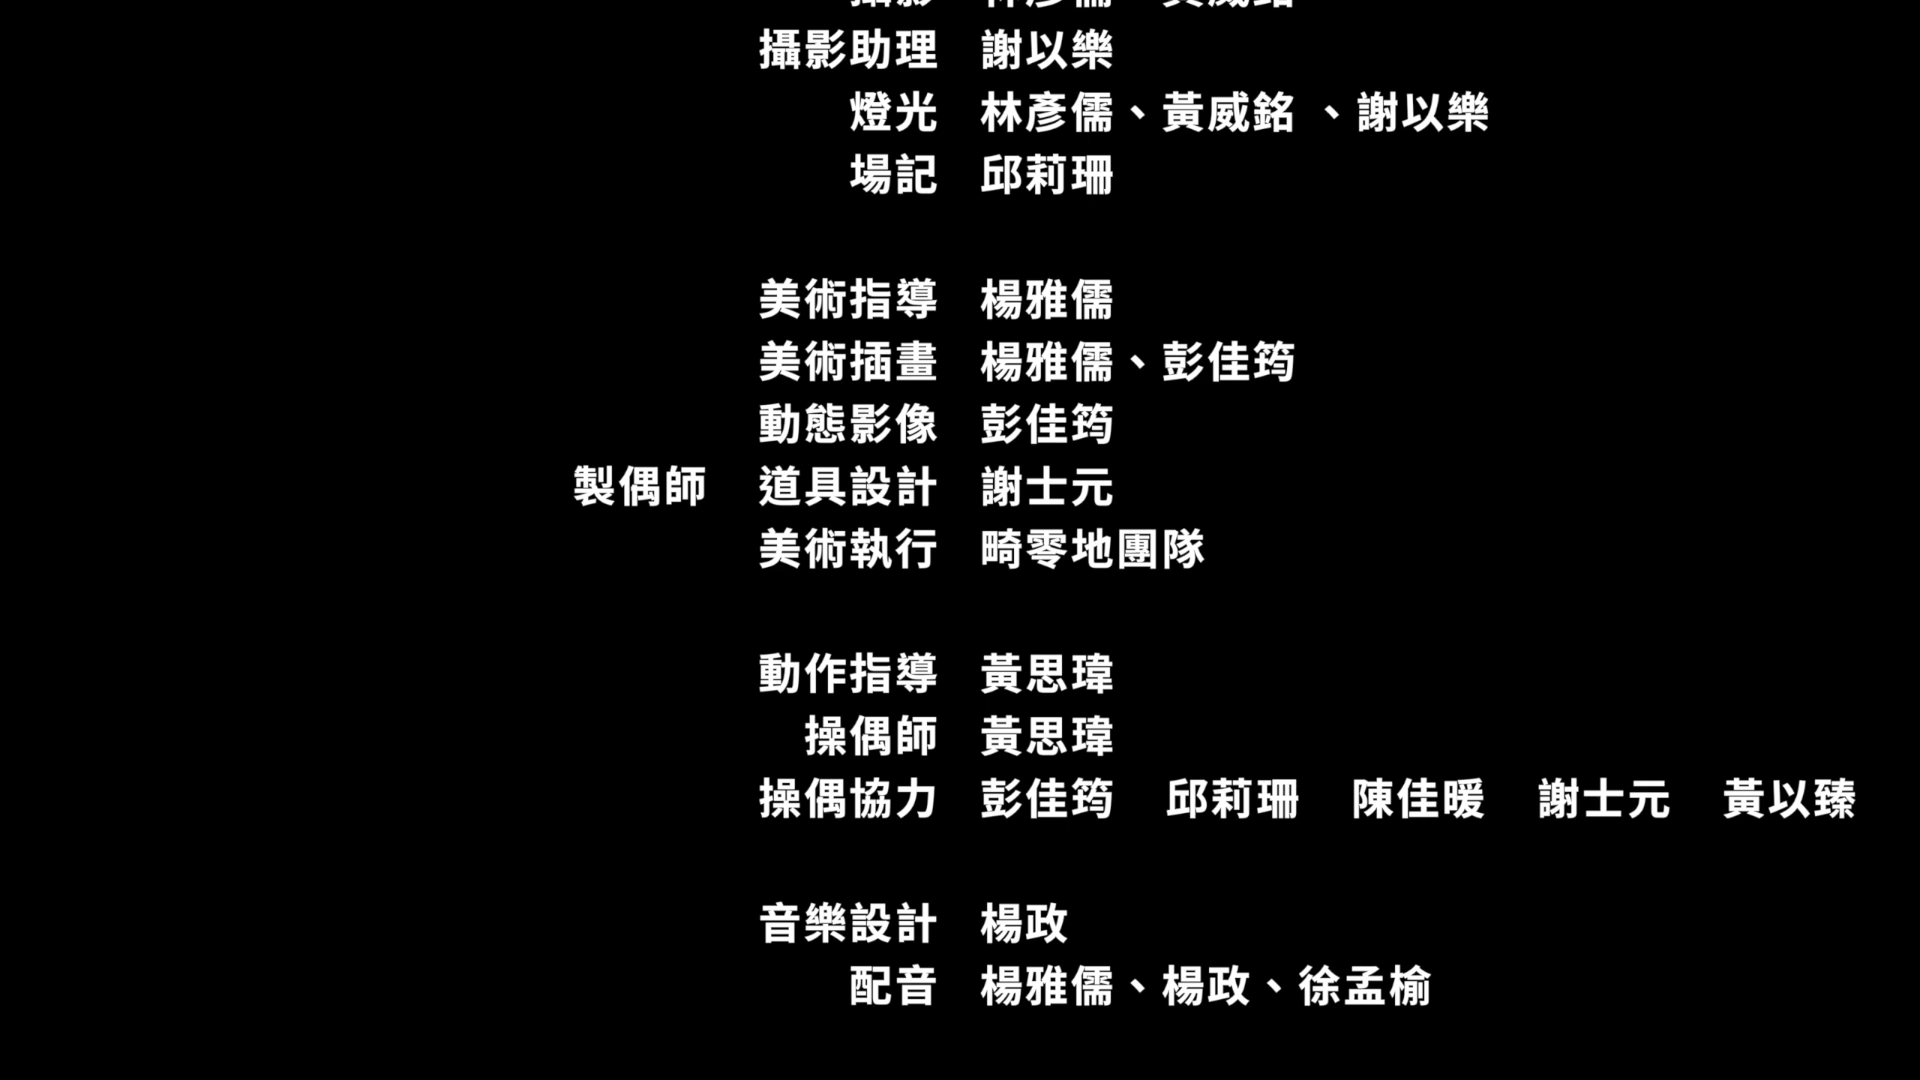 攝影助理 謝以樂
燈光 林彥儒、黃威銘 、謝以樂
場記 邱莉珊
美術指導 楊雅儒
美術插畫 楊雅儒、彭佳筠
動態影像 彭佳筠
製偶師 道具設計 謝士元
美術執行 畸零地團隊
動作指導 黃思瑋
操偶師 黃思瑋
操偶協力 彭佳筠 邱莉珊 陳佳暖 謝士元 黃以臻
音樂設計 楊政
配音 楊雅儒、楊政、徐孟榆